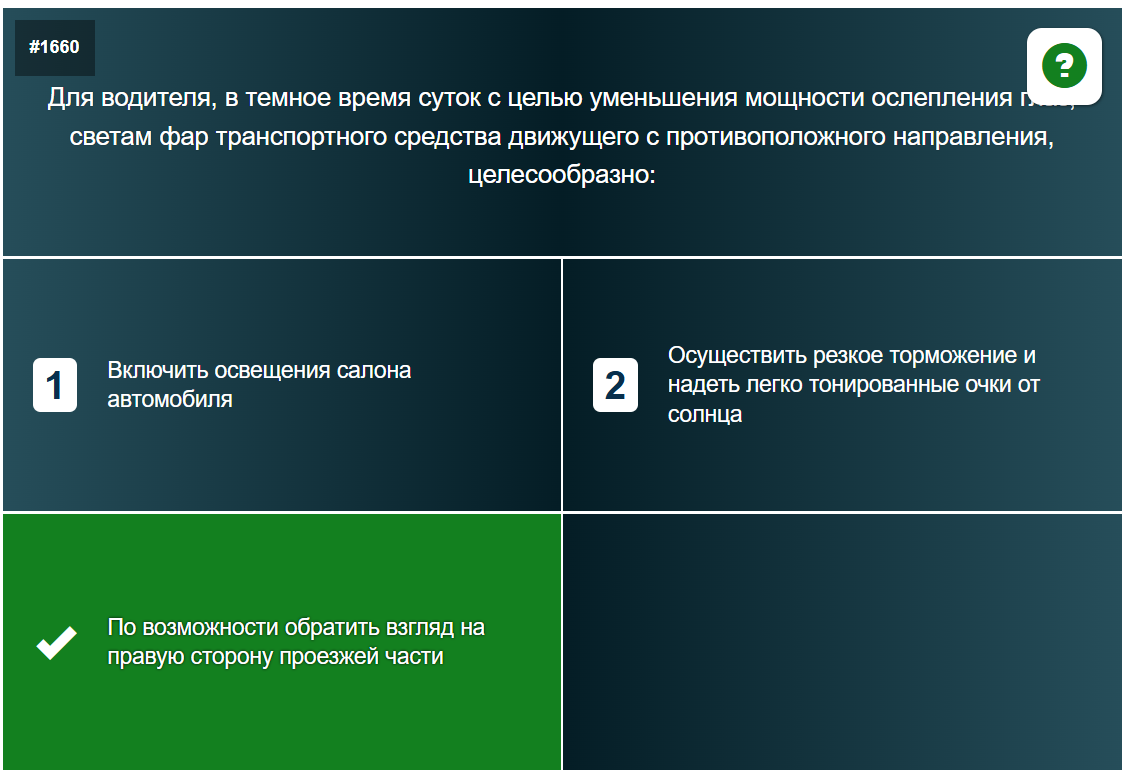 #1660
?
Для водителя, в темное время суток с целью уменьшения мощности ослепления
светам фар транспортного средства движущего с противоположного направления,
целесообразно:
1
Включить освещения салона
автомобиля
2
Осуществить резкое торможение и
надеть легко тонированные очки от
солнца
По возможности обратить взгляд на
правую сторону проезжей части